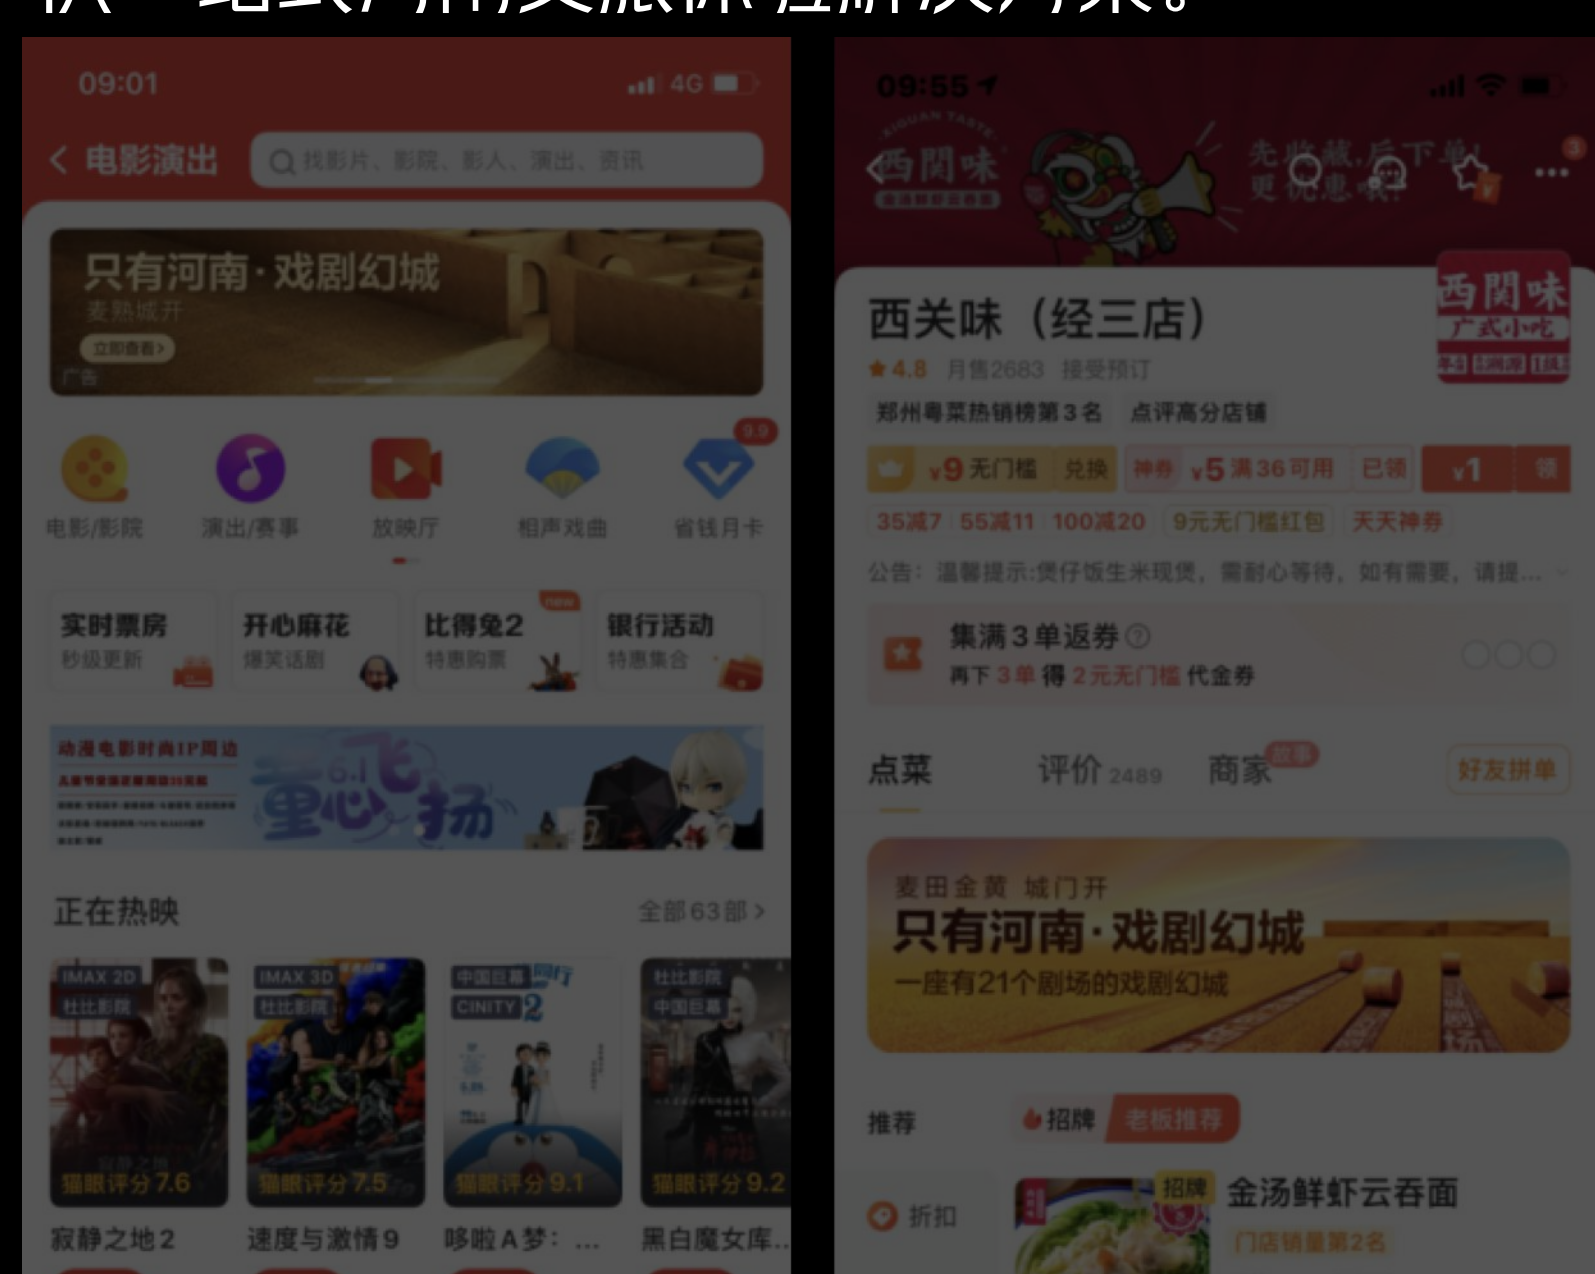 09:01
4G
电影演出
找影片、影院、影人、演出、资讯
只有河南·戏剧幻城
麦熟城开
立即查看>
广告
9.9
电影/影院
演出/赛事
放映厅
相声戏曲
省钱月卡
new
实时票房
开心麻花
比得兔2
银行活动
秒级更新
爆笑话剧
特惠购票
特惠集合
动漫电影时尚IP周边
童心飞扬
6.1
正在热映
全部63部>
IMAX 2D
杜比影院
猫眼评分7.6
寂静之地2
IMAX 3D
杜比影院
猫眼评分7.5
速度与激情9
中国巨幕
CINITY
2
猫眼评分9.1
哆啦A梦：...
杜比影院
中国巨幕
猫眼评分9.2
黑白魔女库...
09:55
XIGUAN TASTE
西関味
金汤鲜虾云吞面
先收藏,后下单!
更优惠哦!
3
西関味
广式小吃
西关味（经三店）
4.8 月售2683 接受预订
郑州粤菜热销榜第3名 点评高分店铺
¥9无门槛 兑换 神券 ¥5满36可用 已领 ¥1 领
35减7 55减11 100减20 9元无门槛红包 天天神券
公告：温馨提示:煲仔饭生米现煲，需耐心等待，如有需要，请提...
集满3单返券?
再下3单得2元无门槛代金券
点菜 评价2489 商家 故事 好友拼单
麦田金黄 城门开
只有河南·戏剧幻城
一座有21个剧场的戏剧幻城
推荐
招牌 老板推荐
折扣
招牌
金汤鲜虾云吞面
门店销量第2名